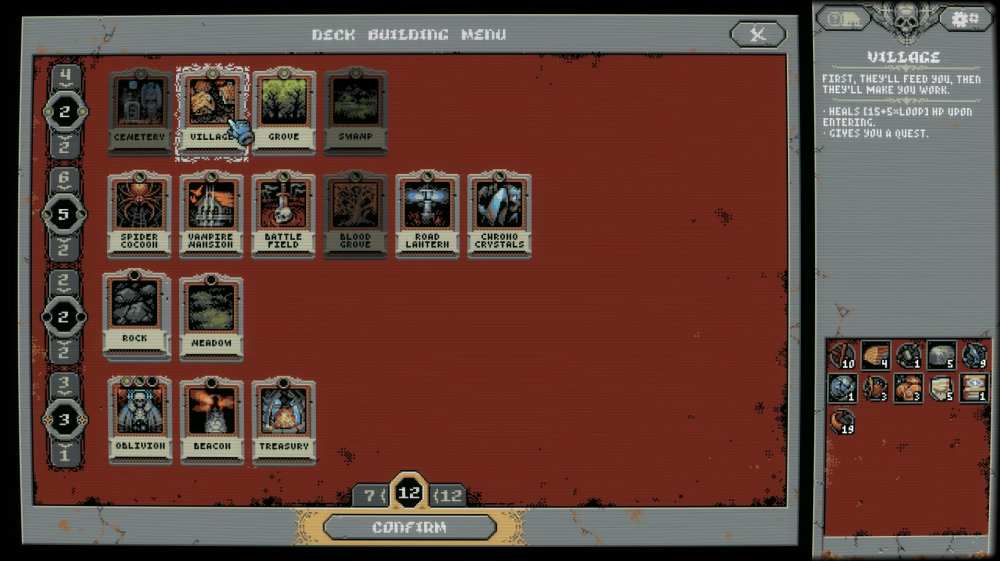 DECK BUILDING MENU
VILLAGE
FIRST, THEY'LL FEED YOU, THEN
THEY'LL MAKE YOU WORK.
- HEALS [15+5*LOOP] HP UPON
ENTERING.
- GIVES YOU A QUEST.
4
2
2
CEMETERY
VILLAGE
GROVE
SWAMP
6
5
2
SPIDER
COCOON
VAMPIRE
MANSION
BATTLE
FIELD
BLOOD
GROVE
ROAD
LANTERN
CHRONO
CRYSTALS
2
2
2
ROCK
MEADOW
3
3
1
OBLIVION
BEACON
TREASURY
10
4
1
5
9
1
3
3
5
1
19
7 ⟨ 12 ⟨12
CONFIRM